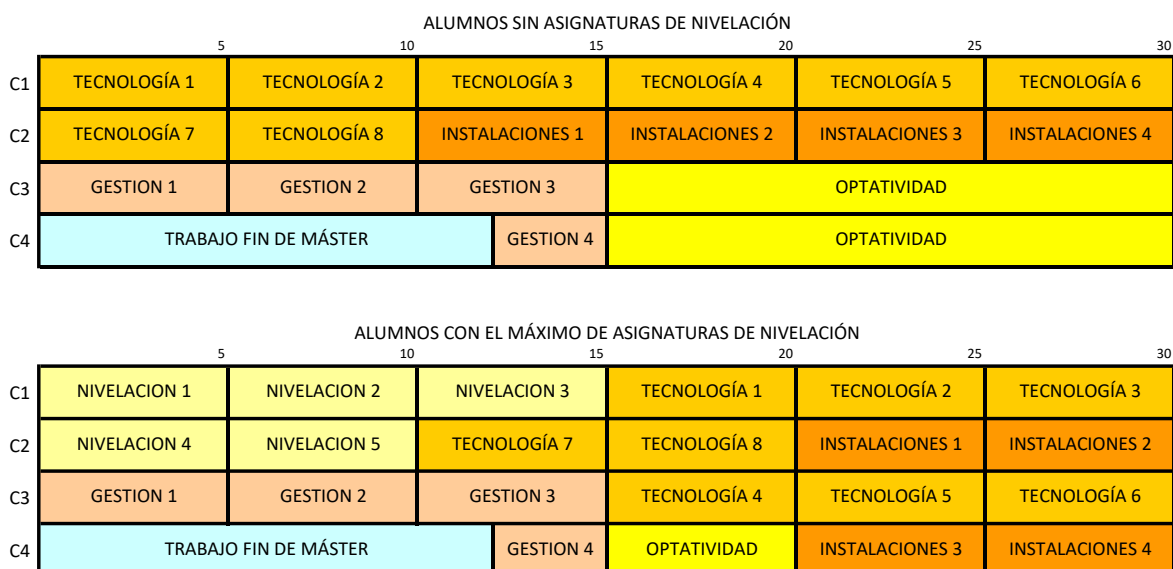 ALUMNOS SIN ASIGNATURAS DE NIVELACIÓN
5 10 15 20 25 30
C1 TECNOLOGÍA 1 TECNOLOGÍA 2 TECNOLOGÍA 3 TECNOLOGÍA 4 TECNOLOGÍA 5 TECNOLOGÍA 6
C2 TECNOLOGÍA 7 TECNOLOGÍA 8 INSTALACIONES 1 INSTALACIONES 2 INSTALACIONES 3 INSTALACIONES 4
C3 GESTION 1 GESTION 2 GESTION 3 OPTATIVIDAD
C4 TRABAJO FIN DE MÁSTER GESTION 4 OPTATIVIDAD
ALUMNOS CON EL MÁXIMO DE ASIGNATURAS DE NIVELACIÓN
5 10 15 20 25 30
C1 NIVELACION 1 NIVELACION 2 NIVELACION 3 TECNOLOGÍA 1 TECNOLOGÍA 2 TECNOLOGÍA 3
C2 NIVELACION 4 NIVELACION 5 TECNOLOGÍA 7 TECNOLOGÍA 8 INSTALACIONES 1 INSTALACIONES 2
C3 GESTION 1 GESTION 2 GESTION 3 TECNOLOGÍA 4 TECNOLOGÍA 5 TECNOLOGÍA 6
C4 TRABAJO FIN DE MÁSTER GESTION 4 OPTATIVIDAD INSTALACIONES 3 INSTALACIONES 4